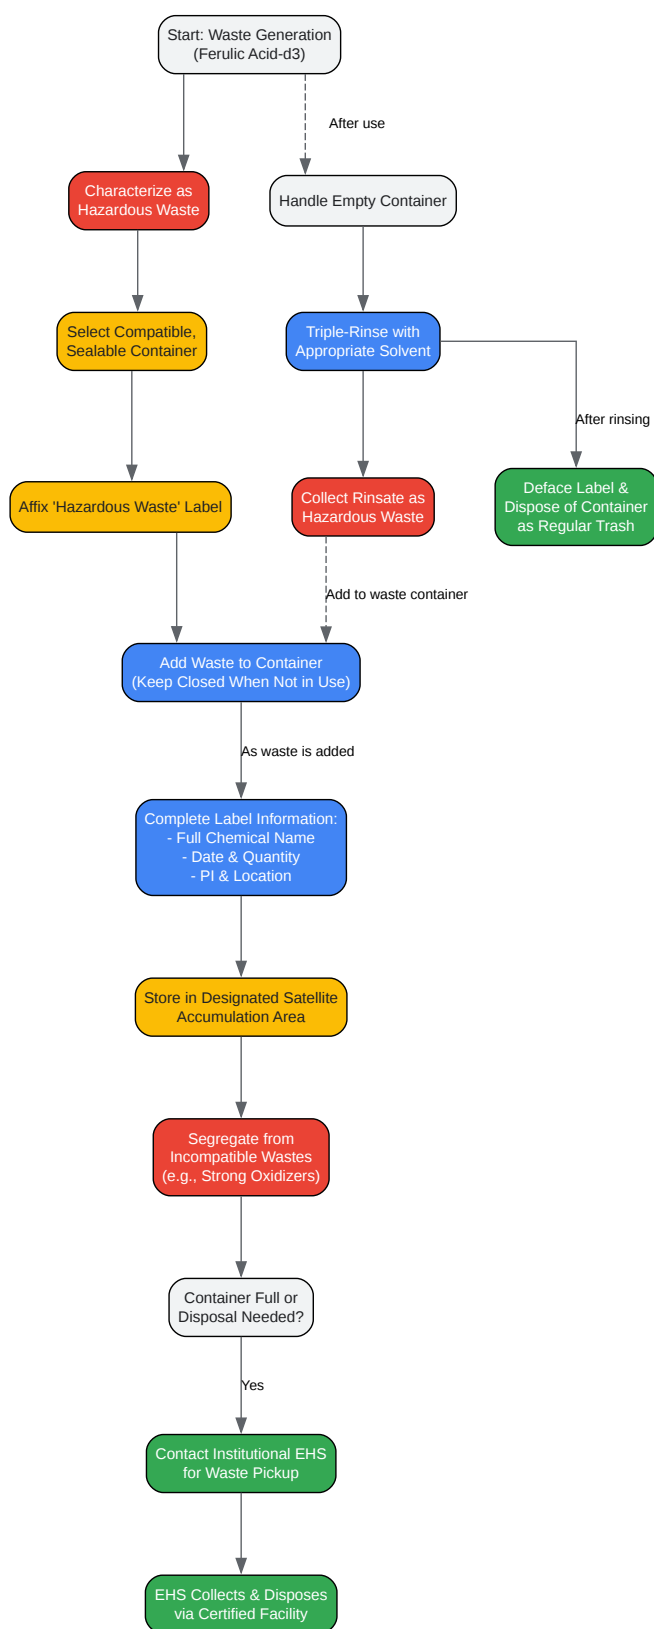 Start: Waste Generation
(Ferulic Acid-d3)
After use
Characterize as
Hazardous Waste
Handle Empty Container
Select Compatible,
Sealable Container
Triple-Rinse with
Appropriate Solvent
After rinsing
Affix 'Hazardous Waste' Label
Collect Rinsate as
Hazardous Waste
Deface Label &
Dispose of Container
as Regular Trash
Add to waste container
Add Waste to Container
(Keep Closed When Not in Use)
As waste is added
Complete Label Information:
- Full Chemical Name
- Date & Quantity
- PI & Location
Store in Designated Satellite
Accumulation Area
Segregate from
Incompatible Wastes
(e.g., Strong Oxidizers)
Container Full or
Disposal Needed?
Yes
Contact Institutional EHS
for Waste Pickup
EHS Collects & Disposes
via Certified Facility